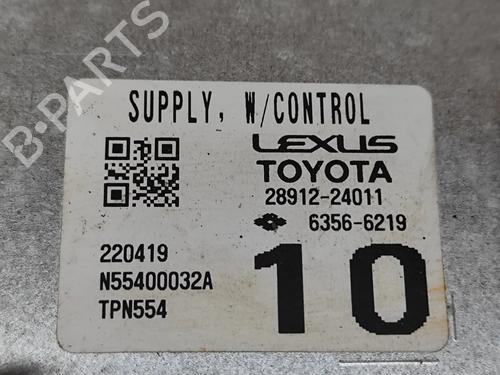 B-PARTS
SUPPLY, W/CONTROL
LEXUS
TOYOTA
28912-24011
6356-6219
220419
N55400032A
TPN554
10